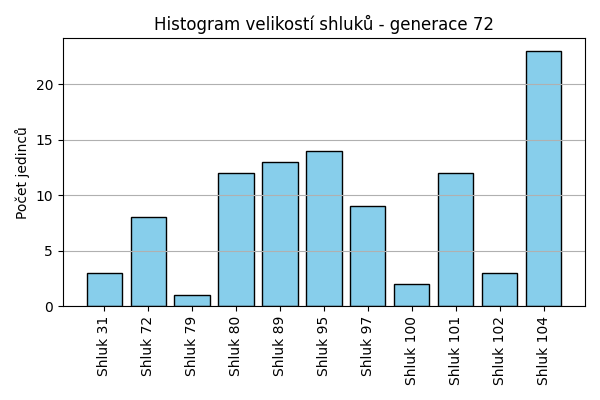 Histogram velikostí shluků - generace 72
Počet jedinců
20
15
10
5
0
Shluk 31
Shluk 72
Shluk 79
Shluk 80
Shluk 89
Shluk 95
Shluk 97
Shluk 100
Shluk 101
Shluk 102
Shluk 104